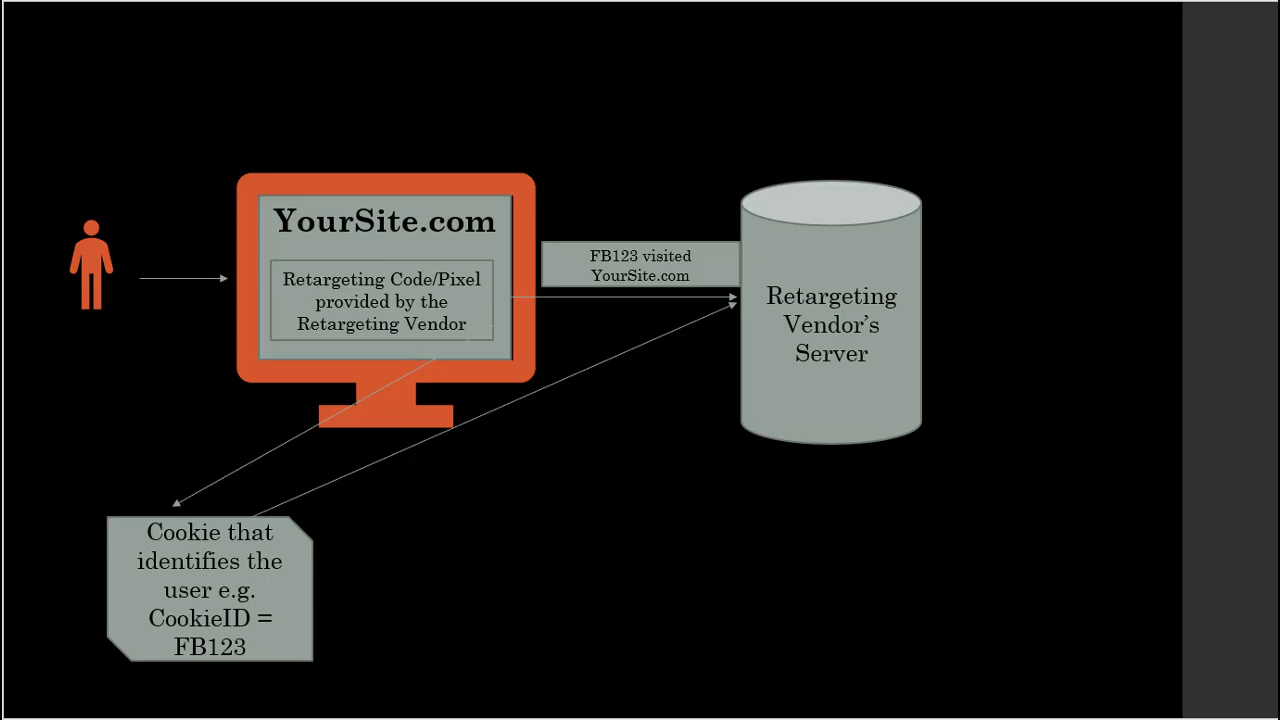 YourSite.com
Retargeting Code/Pixel
provided by the
Retargeting Vendor
FB123 visited
YourSite.com
Retargeting
Vendor’s
Server
Cookie that
identifies the
user e.g.
CookieID =
FB123